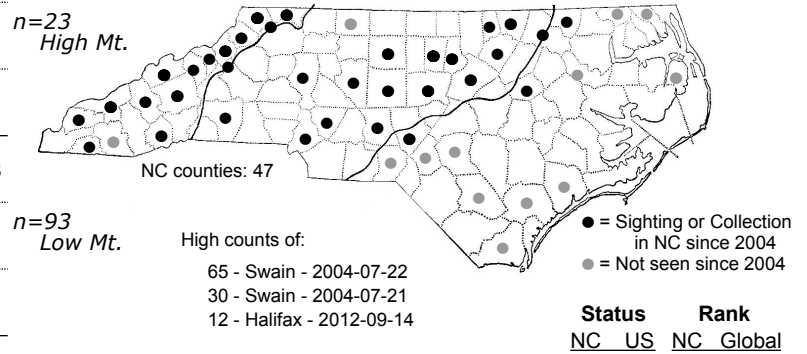 n=23
High Mt.
NC counties: 47
n=93
Low Mt.
High counts of:
65 - Swain - 2004-07-22
30 - Swain - 2004-07-21
12 - Halifax - 2012-09-14
= Sighting or Collection
in NC since 2004
= Not seen since 2004
Status Rank
NC US NC Global